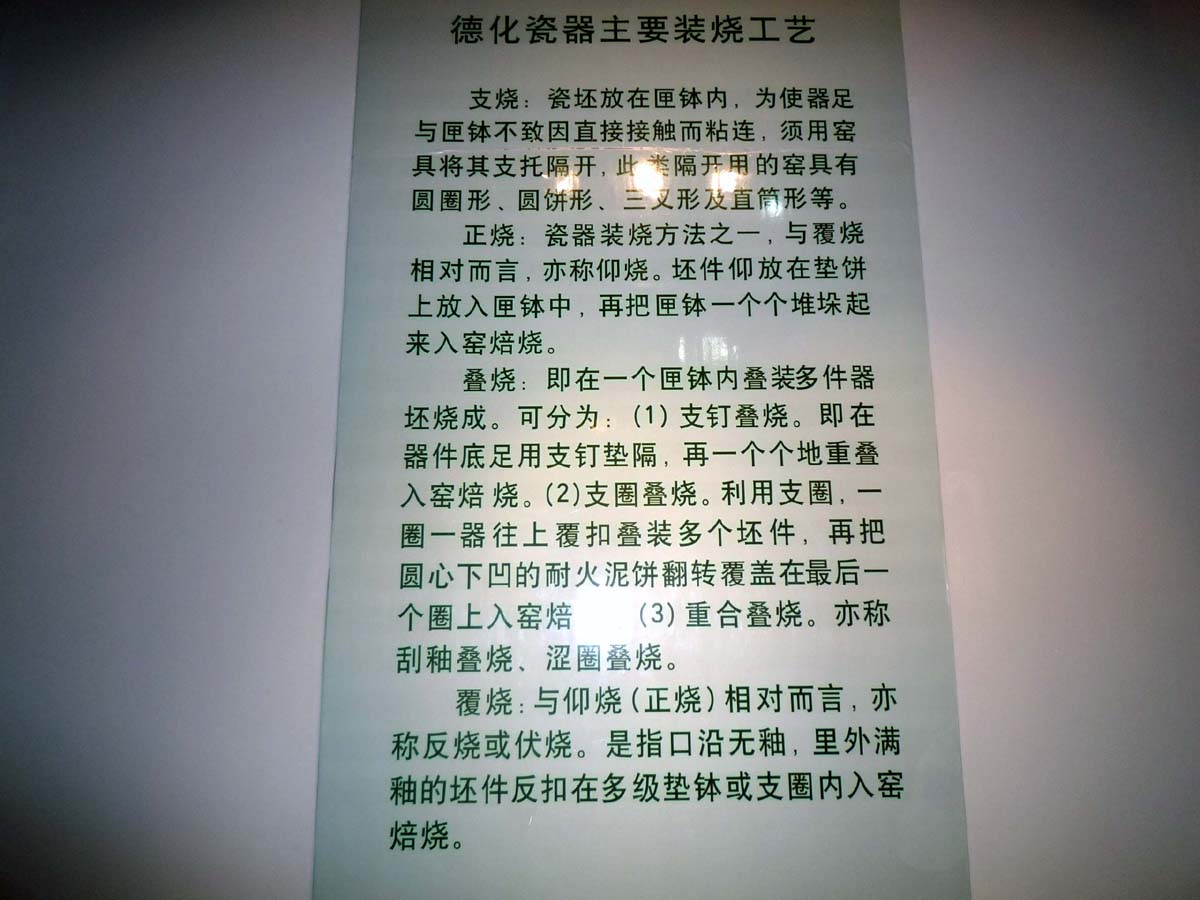 德化瓷器主要装烧工艺
支烧：瓷坯放在匣钵内，为使器足
与匣钵不致因直接接触而粘连，须用窑
具将其支托隔开，此类隔开用的窑具有
圆圈形、圆饼形、三叉形及直筒形等。
正烧：瓷器装烧方法之一，与覆烧
相对而言，亦称仰烧。坯件仰放在垫饼
上放入匣钵中，再把匣钵一个个堆垛起
来入窑焙烧。
叠烧：即在一个匣钵内叠装多件器
坯烧成。可分为：(1)支钉叠烧。即在
器件底足用支钉垫隔，再一个个地重叠
入窑焙 烧。(2)支圈叠烧。利用支圈，一
圈一器往上覆扣叠装多个坯件，再把
圆心下凹的耐火泥饼翻转覆盖在最后一
个圈上入窑焙 (3)重合叠烧。亦称
刮釉叠烧、涩圈叠烧。
覆烧：与仰烧(正烧)相对而言，亦
称反烧或伏烧。是指口沿无釉，里外满
釉的坯件反扣在多级垫钵或支圈内入窑
焙烧。